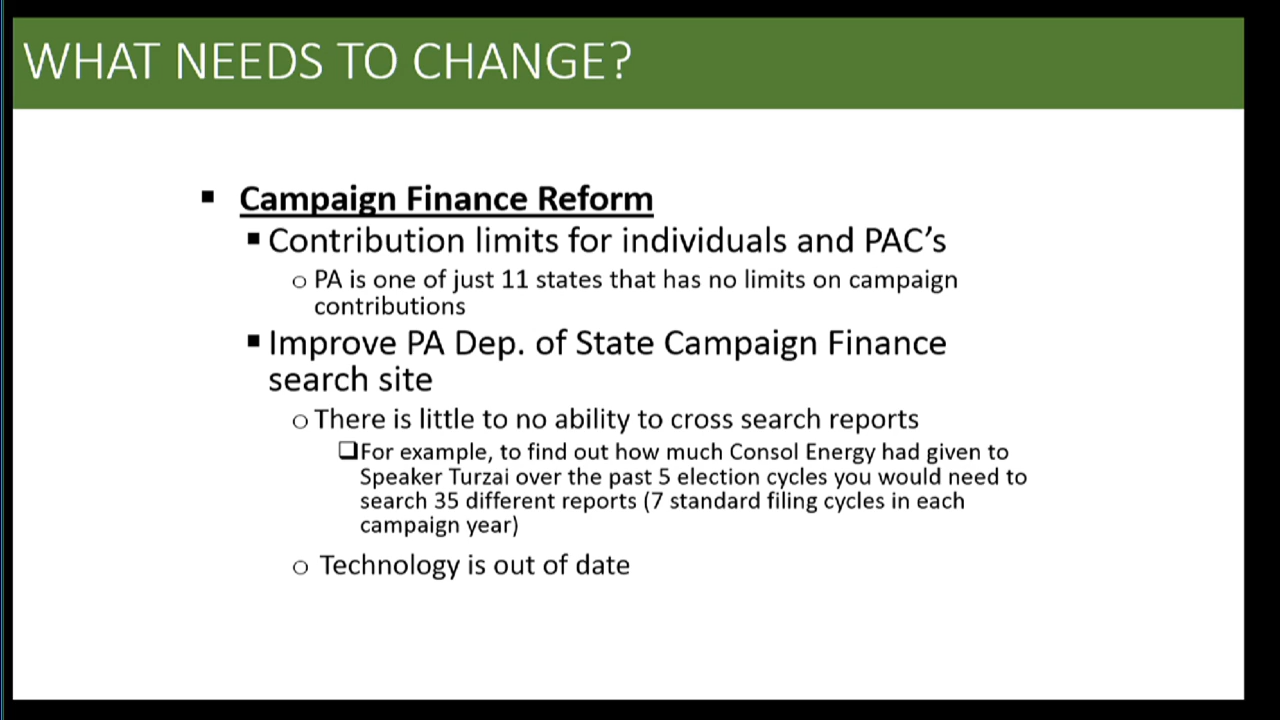 WHAT NEEDS TO CHANGE?
▪ Campaign Finance Reform
▪ Contribution limits for individuals and PAC’s
o PA is one of just 11 states that has no limits on campaign
contributions
▪ Improve PA Dep. of State Campaign Finance
search site
o There is little to no ability to cross search reports
❑For example, to find out how much Consol Energy had given to
Speaker Turzai over the past 5 election cycles you would need to
search 35 different reports (7 standard filing cycles in each
campaign year)
o Technology is out of date